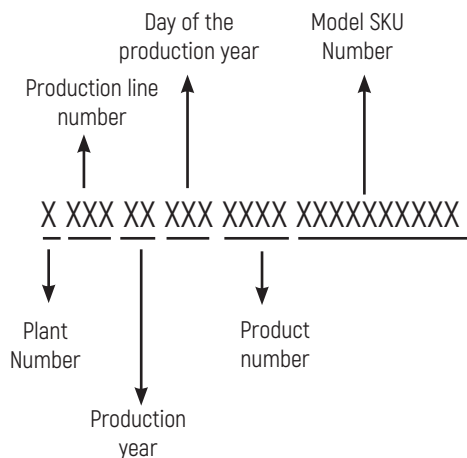 Day of the
production year
Model SKU
Number
Production line
number
X XXX XX XXX XXXX XXXXXXXXXX
Plant
Number
Product
number
Production
year